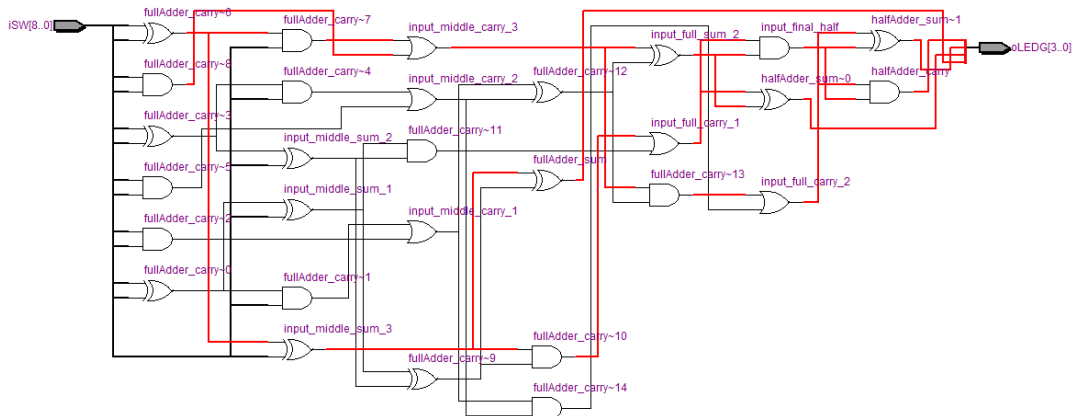 iSW[8..0]
fullAdder_carry~6
fullAdder_carry~8
fullAdder_carry~3
fullAdder_carry~5
fullAdder_carry~2
fullAdder_carry~0
fullAdder_carry~7
fullAdder_carry~4
input_middle_sum_2
input_middle_sum_1
fullAdder_carry~1
input_middle_sum_3
input_middle_carry_3
input_middle_carry_2
fullAdder_carry~11
input_middle_carry_1
fullAdder_carry~9
fullAdder_carry~12
fullAdder_sum
fullAdder_carry~10
fullAdder_carry~14
input_full_sum_2
input_full_carry_1
fullAdder_carry~13
input_final_half
halfAdder_sum~0
input_full_carry_2
halfAdder_sum~1
halfAdder_carry
oLEDG[3..0]